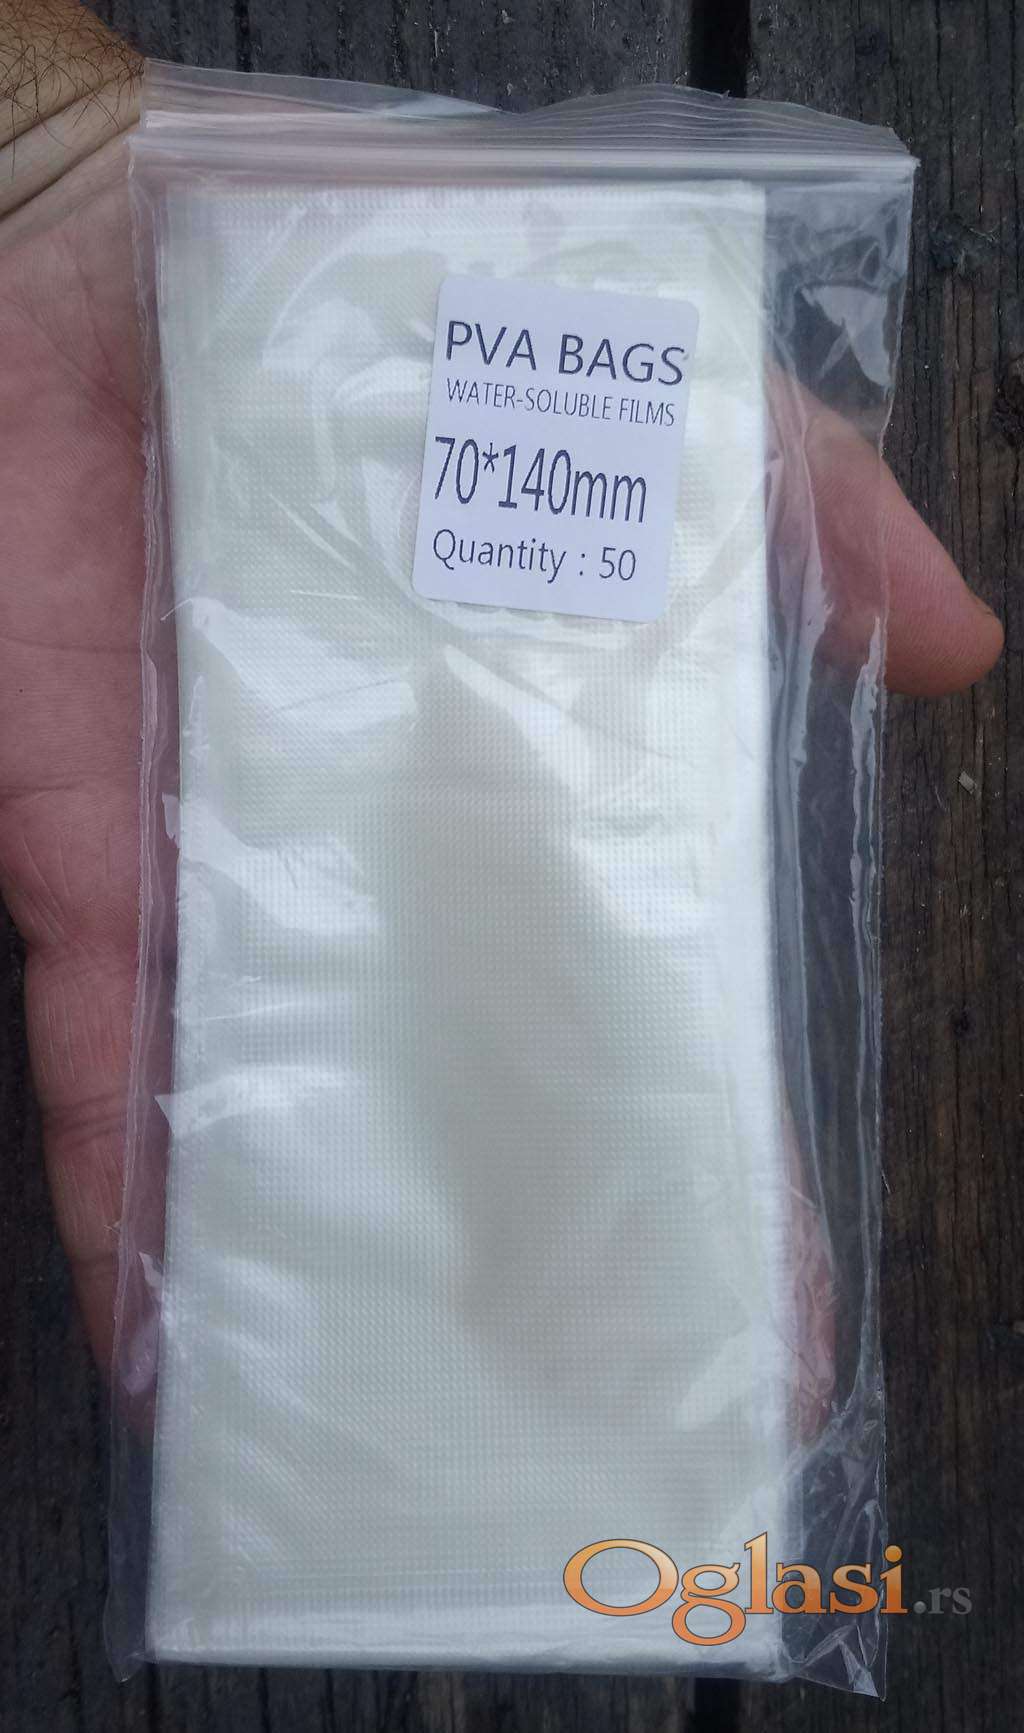 PVA BAGS
WATER-SOLUBLE FILMS
70*140mm
Quantity : 50
Oglasi.rs